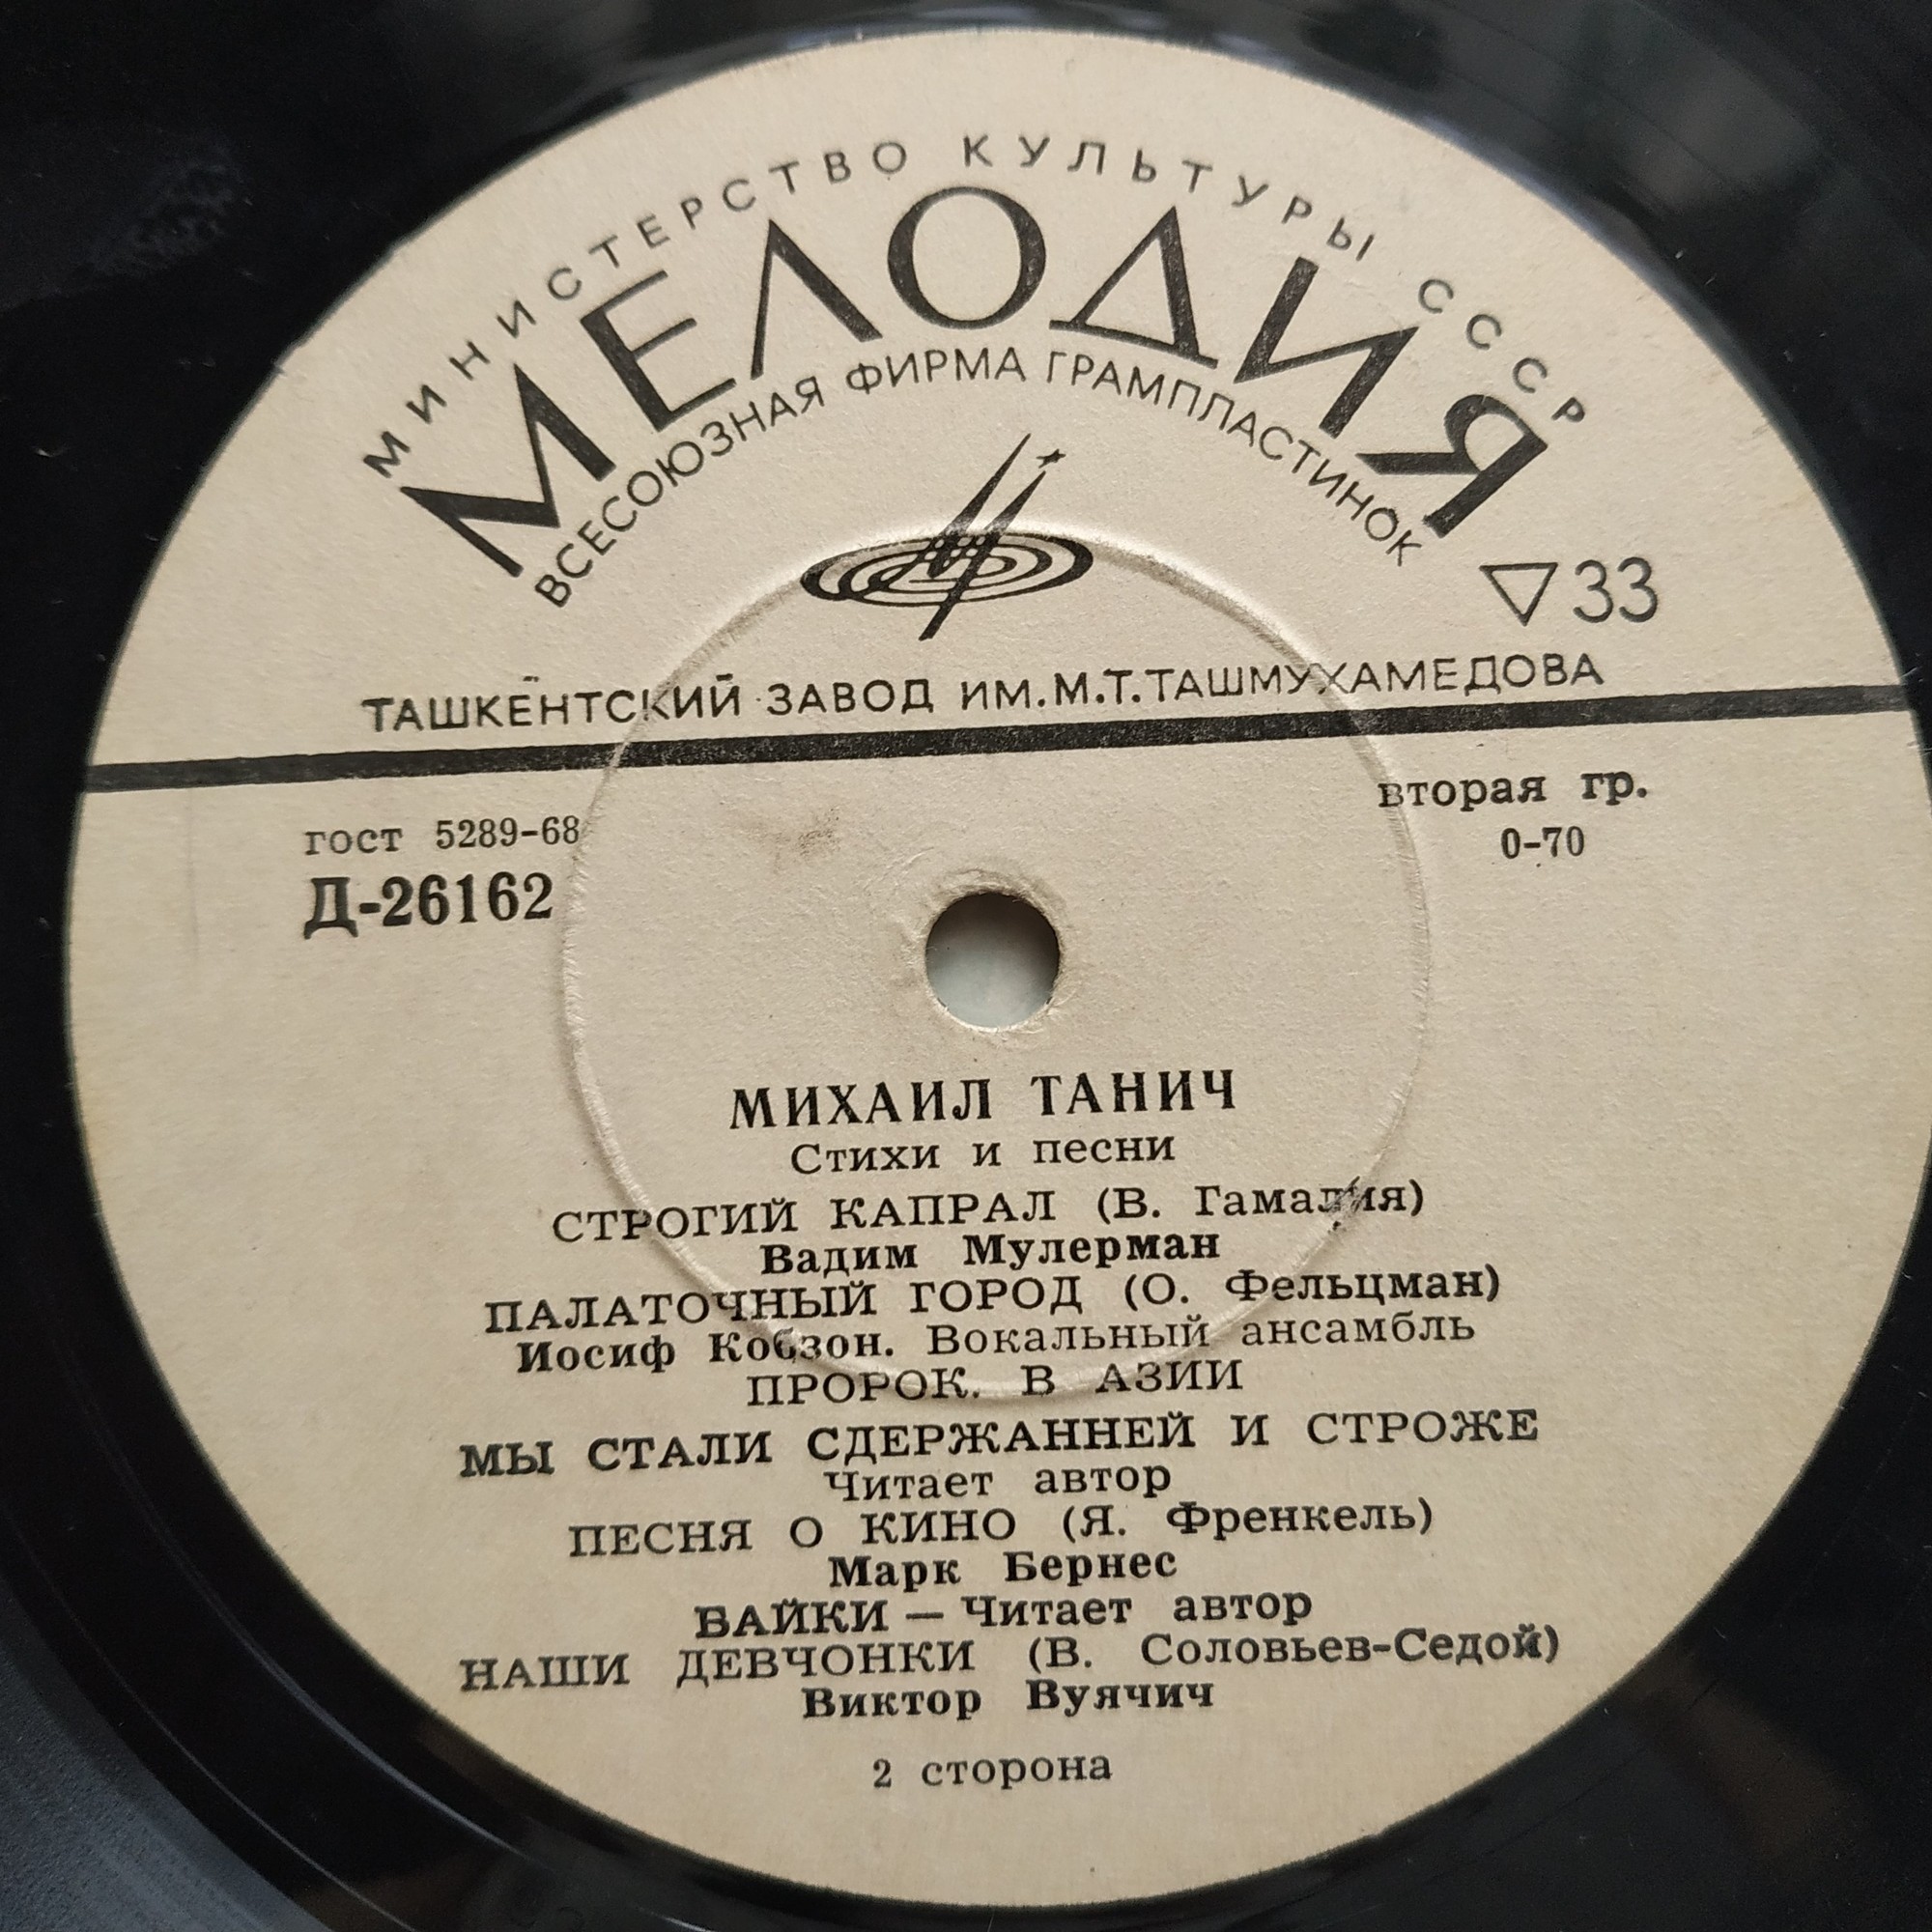 МИНИСТЕРСТВО КУЛЬТУРЫ СССР
МЕЛОДИЯ
ВСЕСОЮЗНАЯ ФИРМА ГРАМПЛАСТИНОК
33
ТАШКЕНТСКИЙ ЗАВОД ИМ. М.Т. ТАШМУХАМЕДОВА
гост 5289-68
вторая гр.
Д-26162
0-70
МИХАИЛ ТАНИЧ
Стихи и песни
СТРОГИЙ КАПРАЛ (В. Гамалия)
Вадим Мулерман
ПАЛАТОЧНЫЙ ГОРОД (О. Фельцман)
Иосиф Кобзон. Вокальный ансамбль
ПРОРОК. В АЗИИ
МЫ СТАЛИ СДЕРЖАННЕЙ И СТРОЖЕ
Читает автор
ПЕСНЯ О КИНО (Я. Френкель)
Марк Бернес
БАЙКИ — Читает автор
НАШИ ДЕВЧОНКИ (В. Соловьев-Седой)
Виктор Вуячич
2 сторона